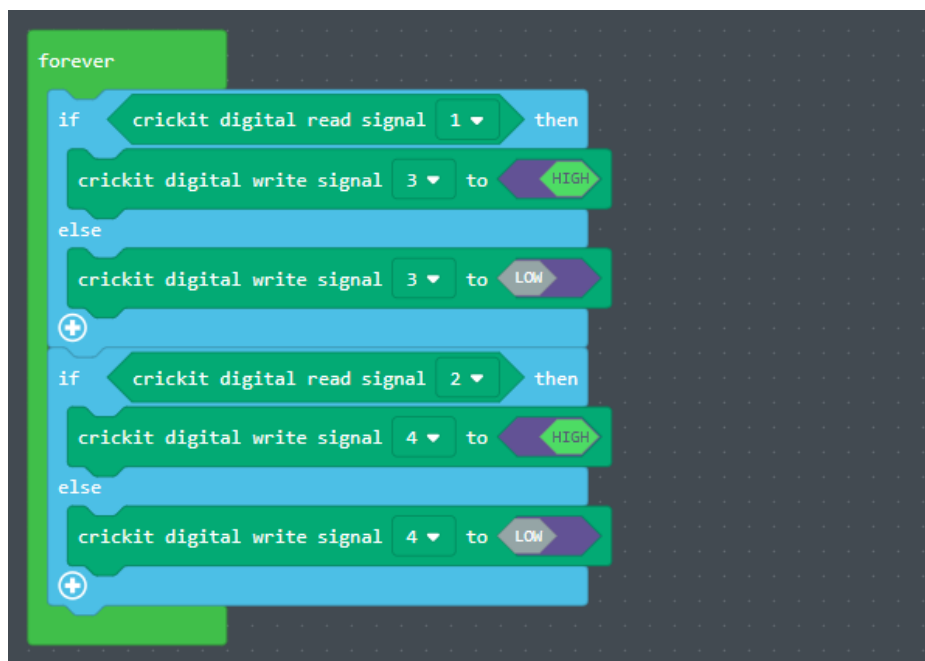 forever
if crickit digital read signal 1 then
crickit digital write signal 3 to HIGH
else
crickit digital write signal 3 to LOW
if crickit digital read signal 2 then
crickit digital write signal 4 to HIGH
else
crickit digital write signal 4 to LOW